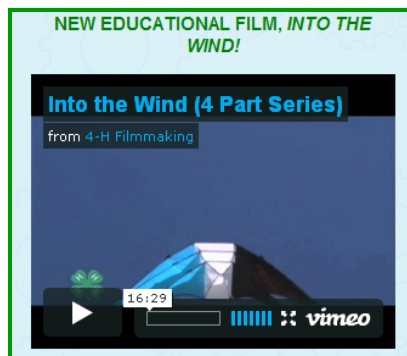 NEW EDUCATIONAL FILM, INTO THE
WIND!
Into the Wind (4 Part Series)
from 4-H Filmmaking
16:29
vimeo